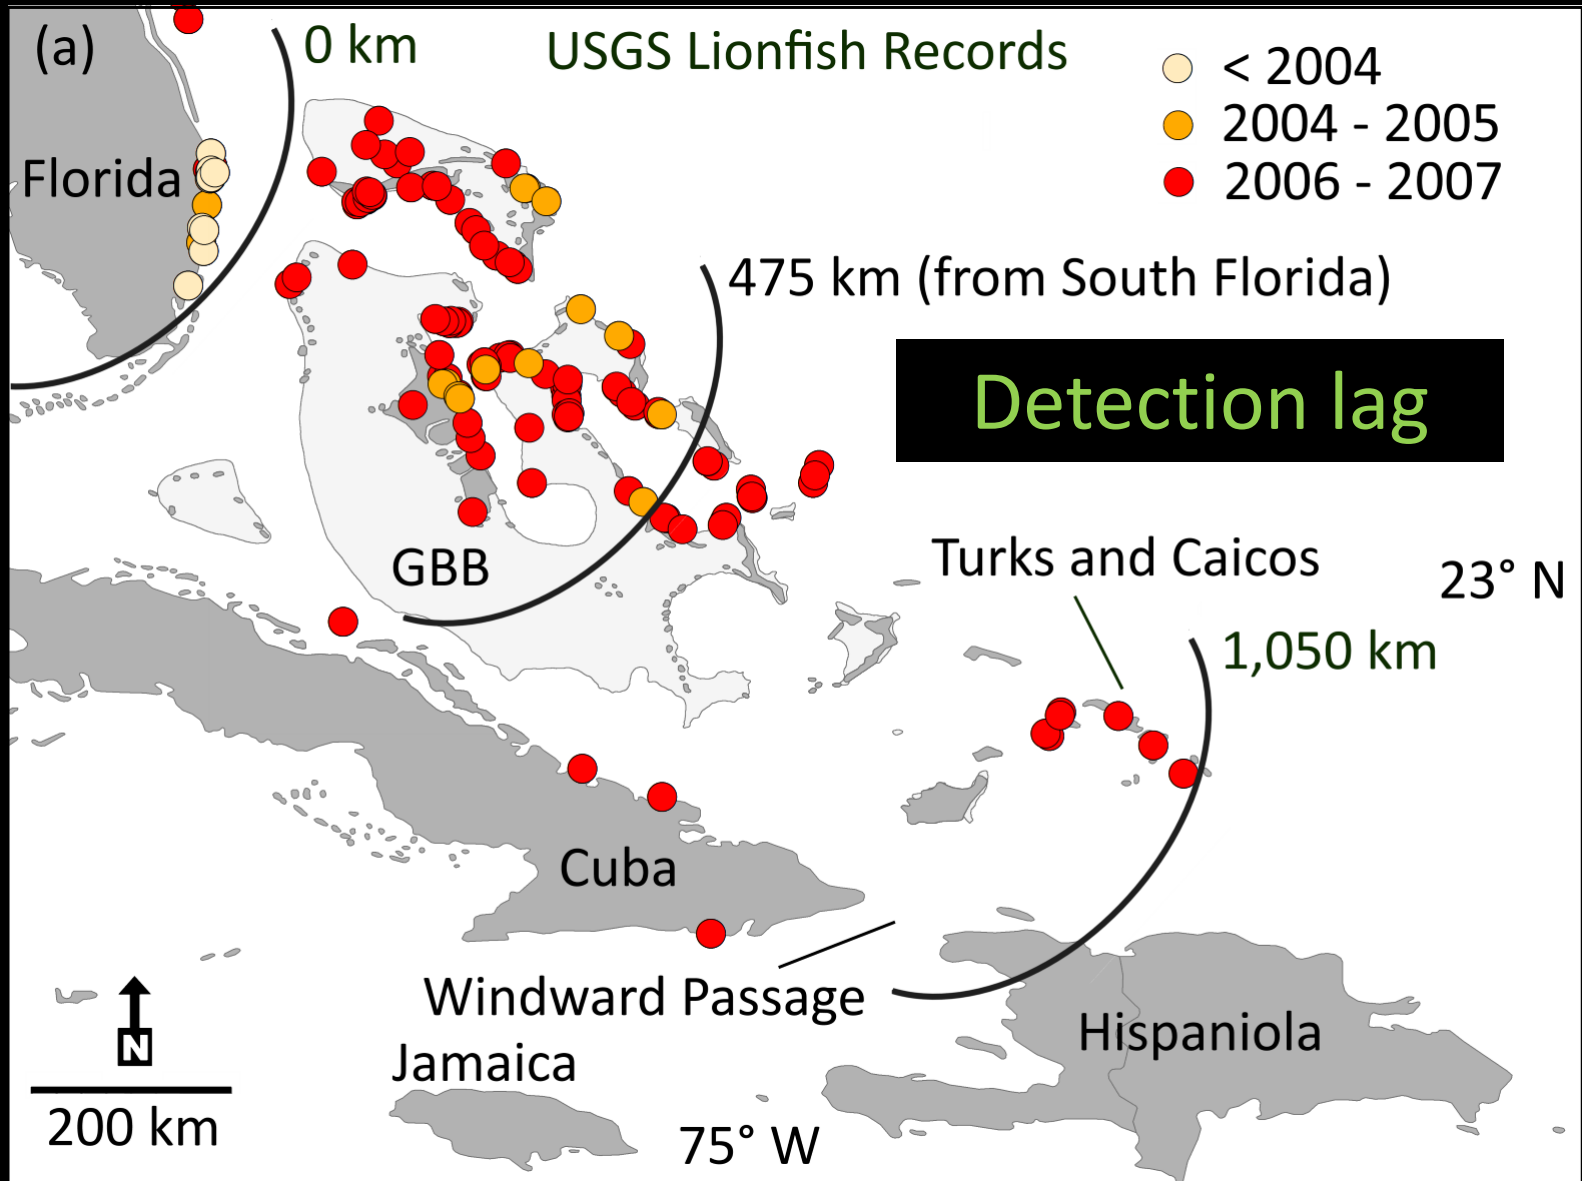 (a)
0 km
USGS Lionfish Records
< 2004
2004 - 2005
2006 - 2007
Florida
475 km (from South Florida)
Detection lag
GBB
Turks and Caicos
23° N
1,050 km
Cuba
Windward Passage
N
Jamaica
Hispaniola
200 km
75° W